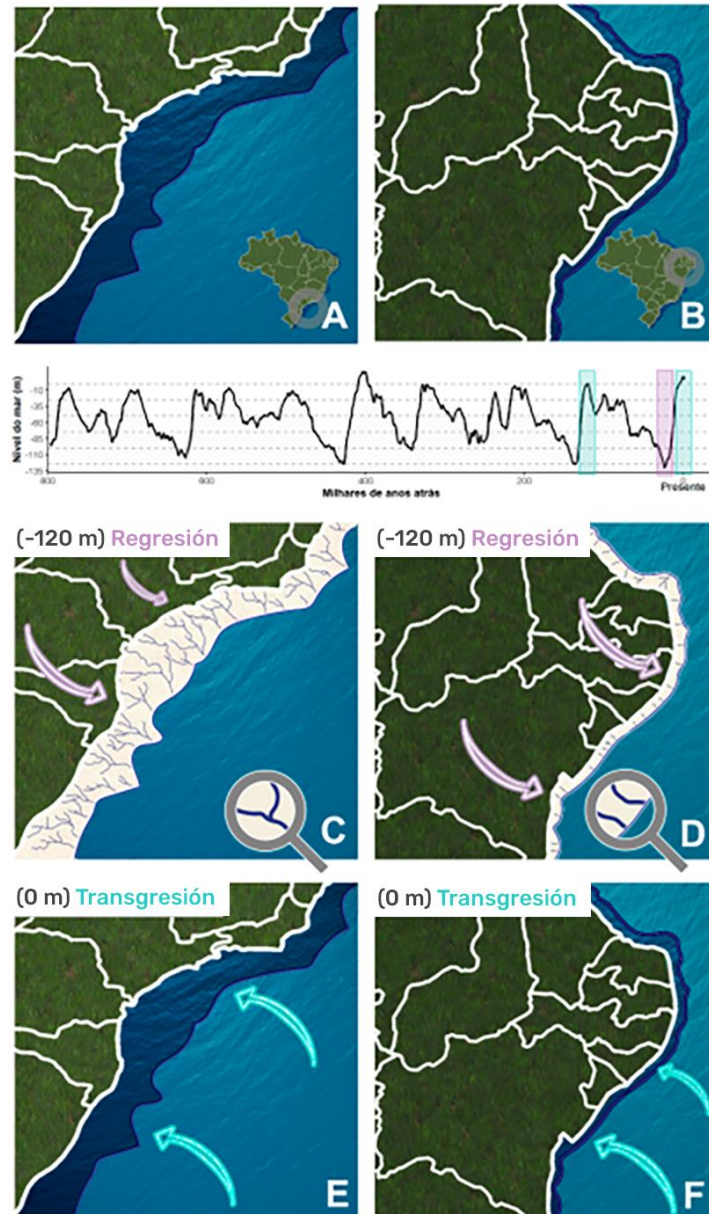 A
B
Nível do mar (m)
-10
-35
-60
-85
-110
-135
800
600
400
200
0
Presente
Milhares de anos atrás
(-120 m) Regresión
(-120 m) Regresión
C
D
(0 m) Transgresión
(0 m) Transgresión
E
F